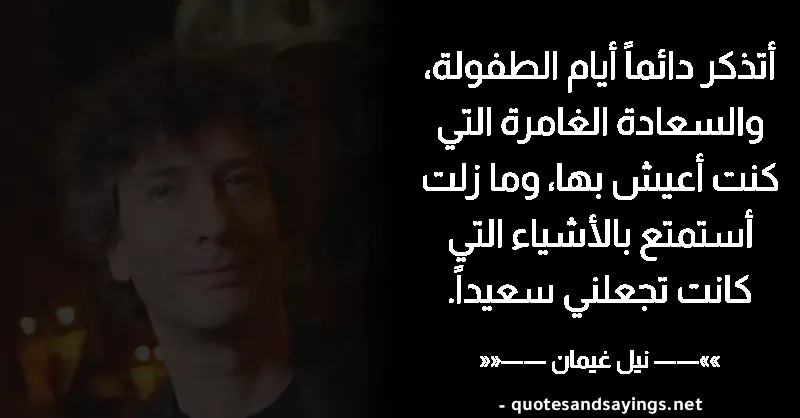 أتذكر دائماً أيام الطفولة،
والسعادة الغامرة التي
كنت أعيش بها، وما زلت
أستمتع بالأشياء التي
كانت تجعلني سعيداً.
»»—— نيل غيمان ——««
- quotesandsayings.net